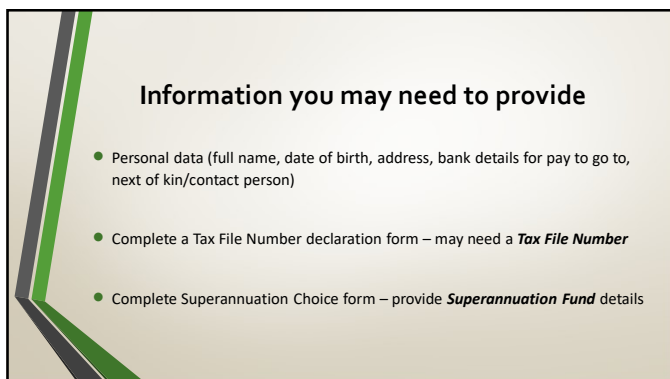 Information you may need to provide
Personal data (full name, date of birth, address, bank details for pay to go to,
next of kin/contact person)
Complete a Tax File Number declaration form – may need a Tax File Number
Complete Superannuation Choice form – provide Superannuation Fund details